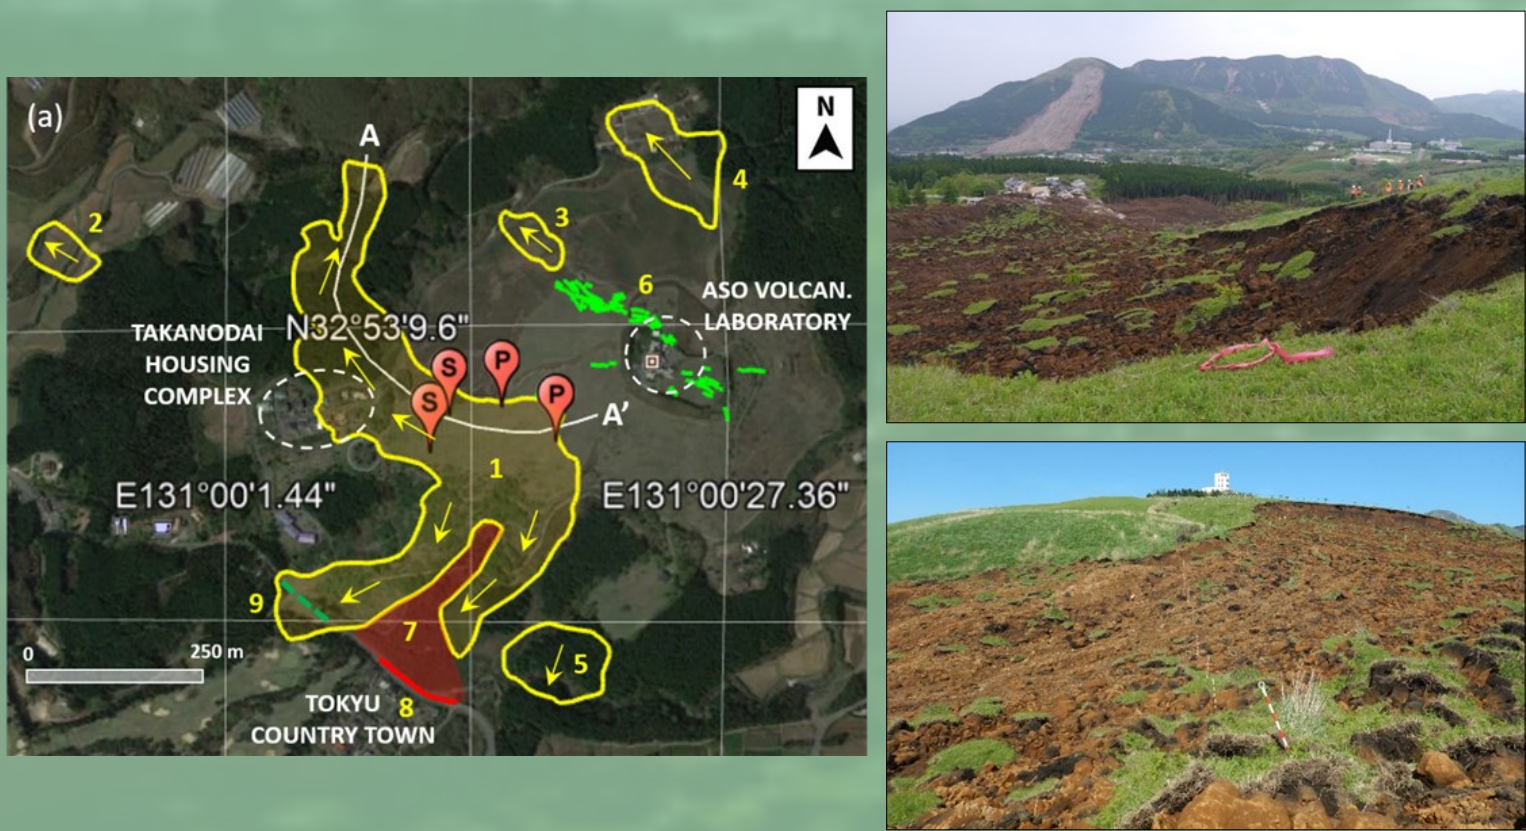 (a)
N
A
4
2
3
6
ASO VOLCAN.
LABORATORY
TAKANODAI
HOUSING
COMPLEX
N32°53'9.6"
S
P
S
P
A'
1
E131°00'1.44"
E131°00'27.36"
9
7
5
0
250 m
TOKYU
COUNTRY TOWN
8